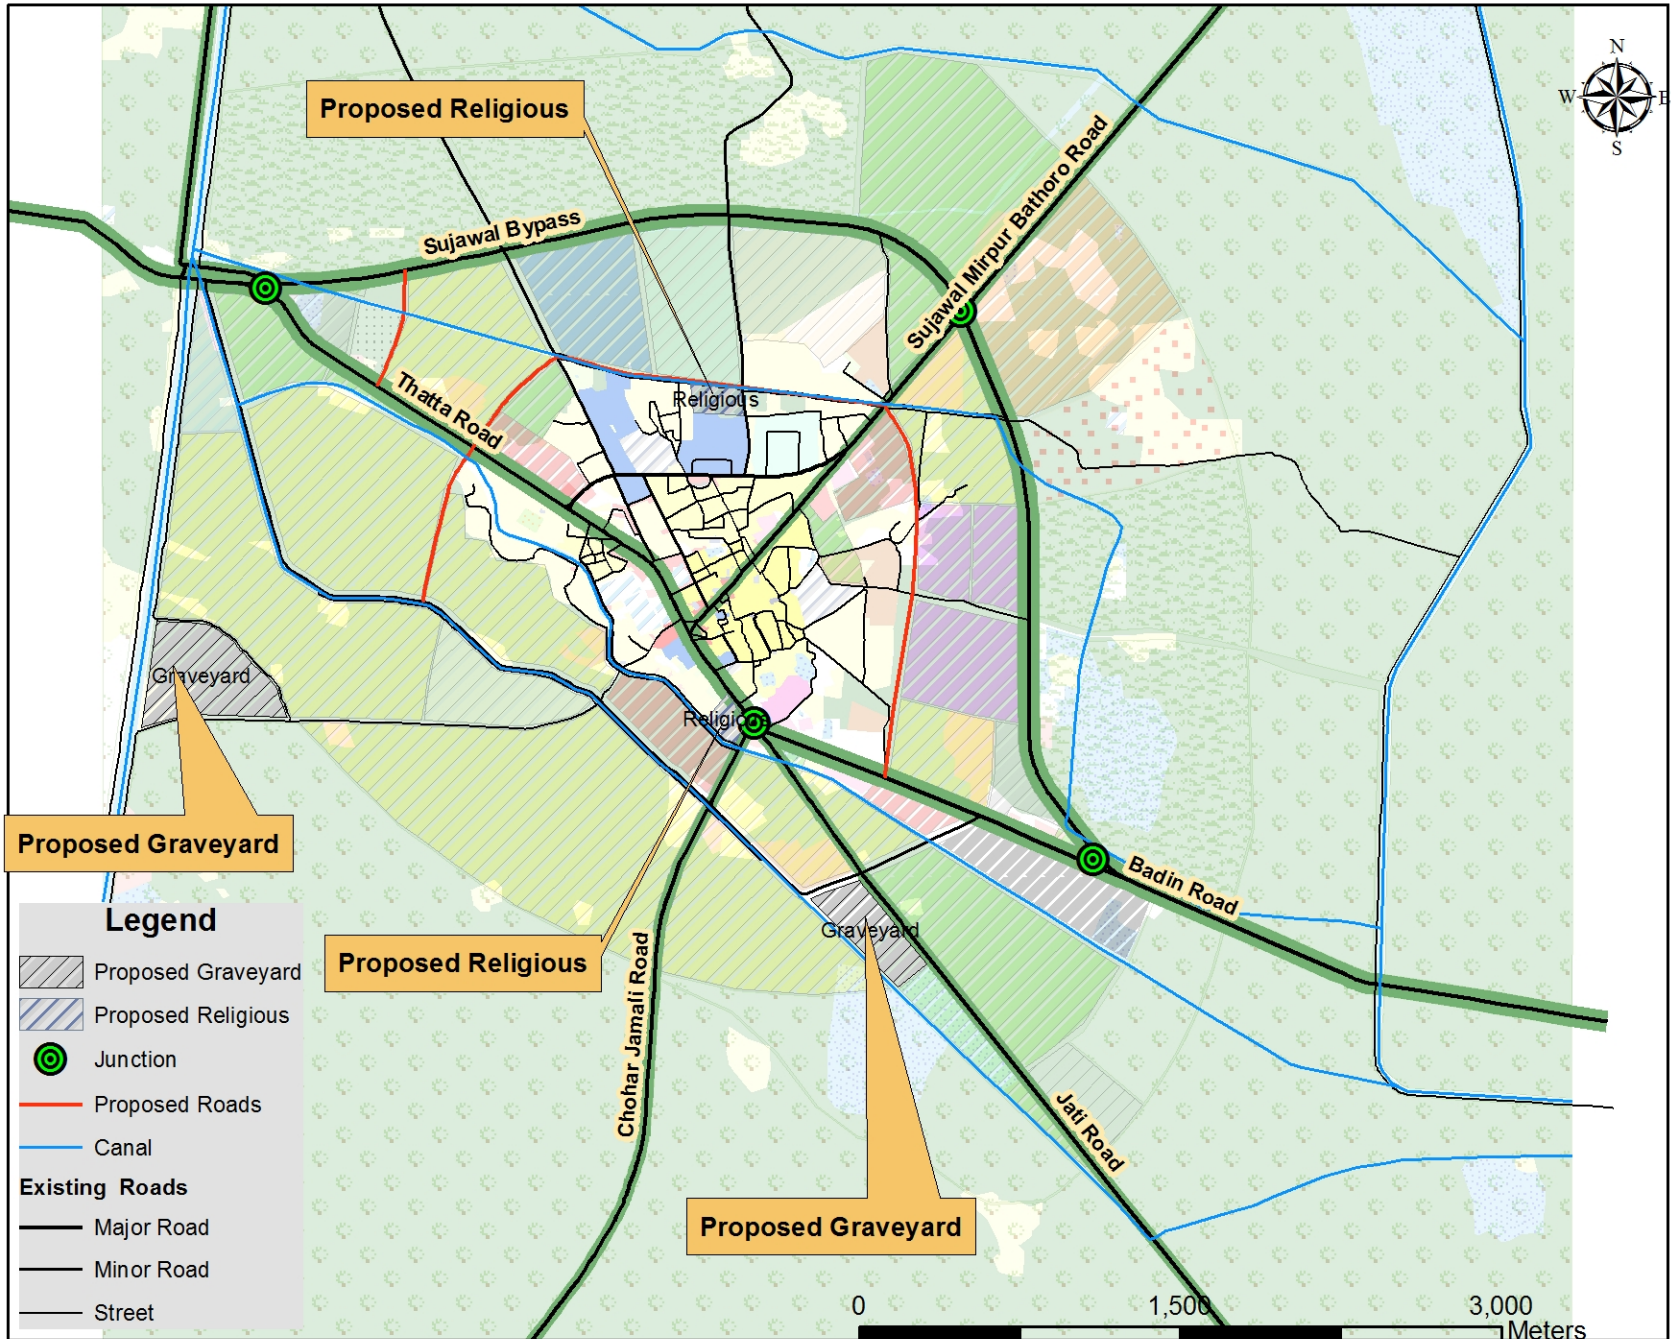 N
W
E
S
Proposed Religious
Sujawal Bypass
Sujawal Mirpur Bathoro Road
Thatta Road
Religious
Graveyard
Religious
Proposed Graveyard
Badin Road
Graveyard
Proposed Religious
Chohar Jamali Road
Jati Road
Proposed Graveyard
Legend
Proposed Graveyard
Proposed Religious
Junction
Proposed Roads
Canal
Existing Roads
Major Road
Minor Road
Street
0 1,500 3,000
Meters